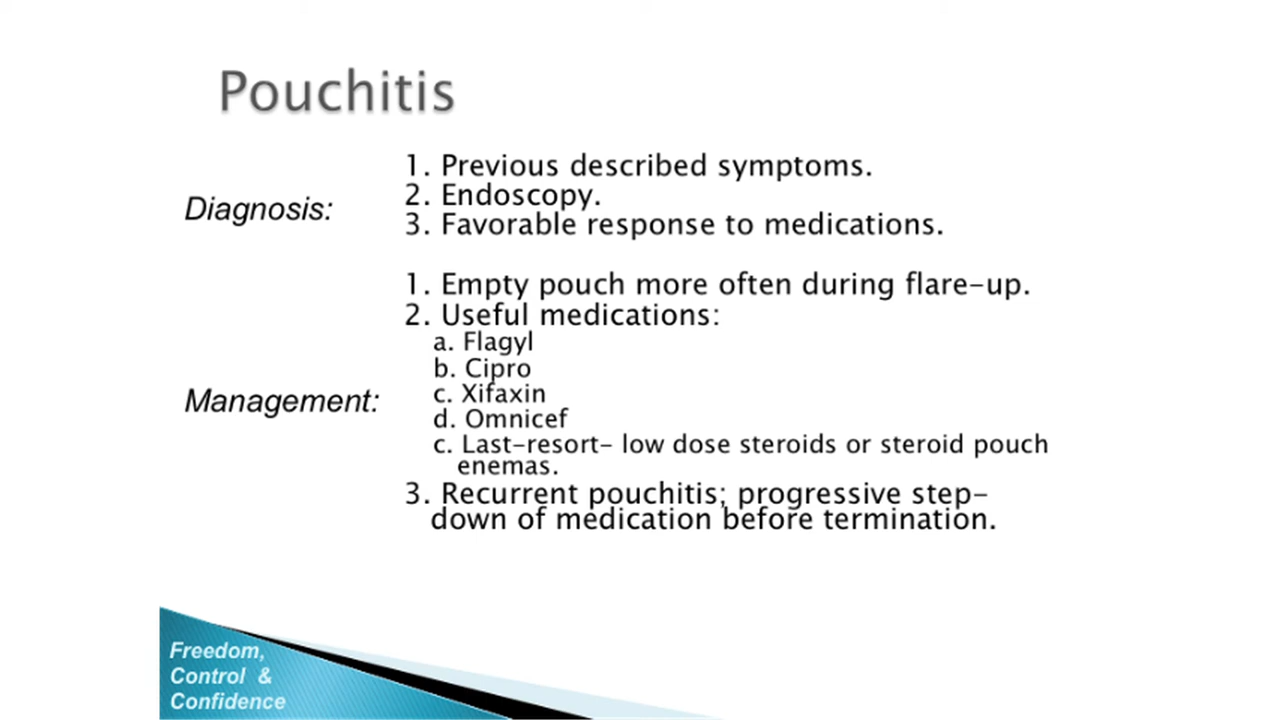 Pouchitis
Diagnosis:
1. Previous described symptoms.
2. Endoscopy.
3. Favorable response to medications.
Management:
1. Empty pouch more often during flare-up.
2. Useful medications:
a. Flagyl
b. Cipro
c. Xifaxin
d. Omnicef
c. Last-resort- low dose steroids or steroid pouch
enemas.
3. Recurrent pouchitis; progressive step-
down of medication before termination.
Freedom,
Control &
Confidence